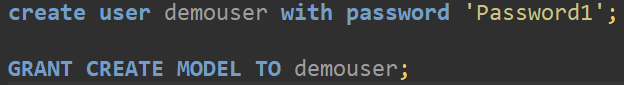 create user demouser with password 'Password1';
GRANT CREATE MODEL TO demouser;